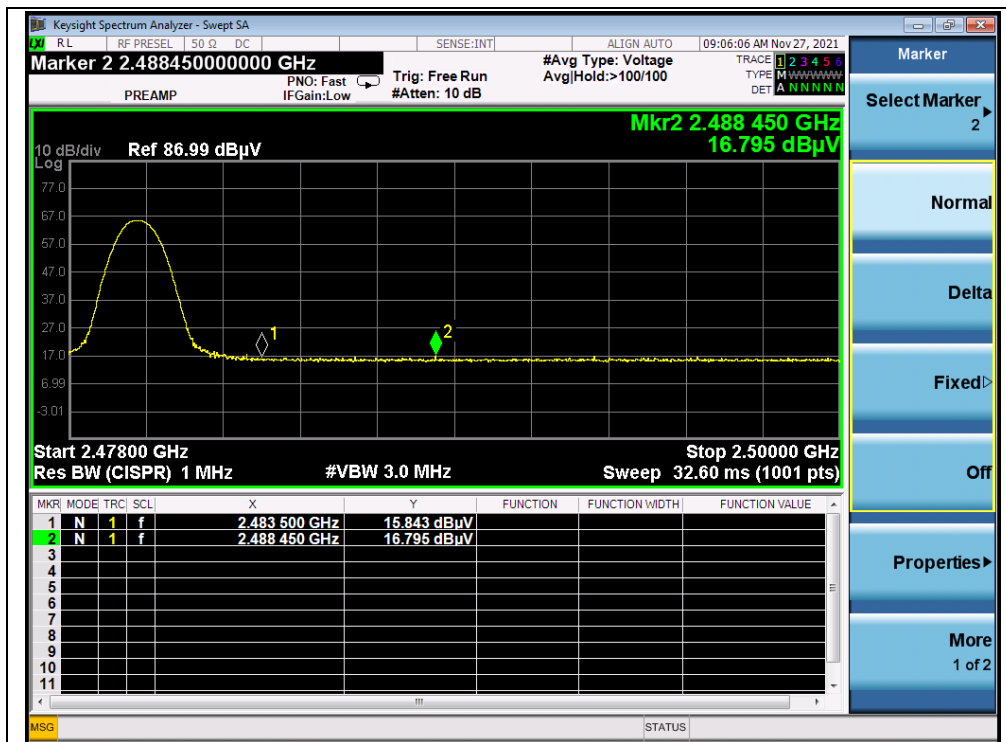 Keysight Spectrum Analyzer - Swept SA
LXI RL RF PRESEL 50 Ω DC SENSE:INT ALIGN AUTO 09:06:06 AM Nov 27, 2021
Marker 2 2.488450000000 GHz #Avg Type: Voltage TRACE 1 2 3 4 5 6
PNO: Fast Trig: Free Run Avg|Hold:>100/100 TYPE M W W W W W
PREAMP IFGain:Low #Atten: 10 dB DET A N N N N N
Mkr2 2.488 450 GHz
16.795 dBµV
10 dB/div Ref 86.99 dBµV
Log
77.0
67.0
57.0
47.0
37.0
27.0
17.0
6.99
-3.01
1
2
Start 2.47800 GHz Stop 2.50000 GHz
Res BW (CISPR) 1 MHz #VBW 3.0 MHz Sweep 32.60 ms (1001 pts)
MKR MODE TRC SCL X Y FUNCTION FUNCTION WIDTH FUNCTION VALUE
1 N 1 f 2.483 500 GHz 15.843 dBµV
2 N 1 f 2.488 450 GHz 16.795 dBµV
3
4
5
6
7
8
9
10
11
MSG STATUS
Marker
Select Marker
2
Normal
Delta
Fixed
Off
Properties
More
1 of 2